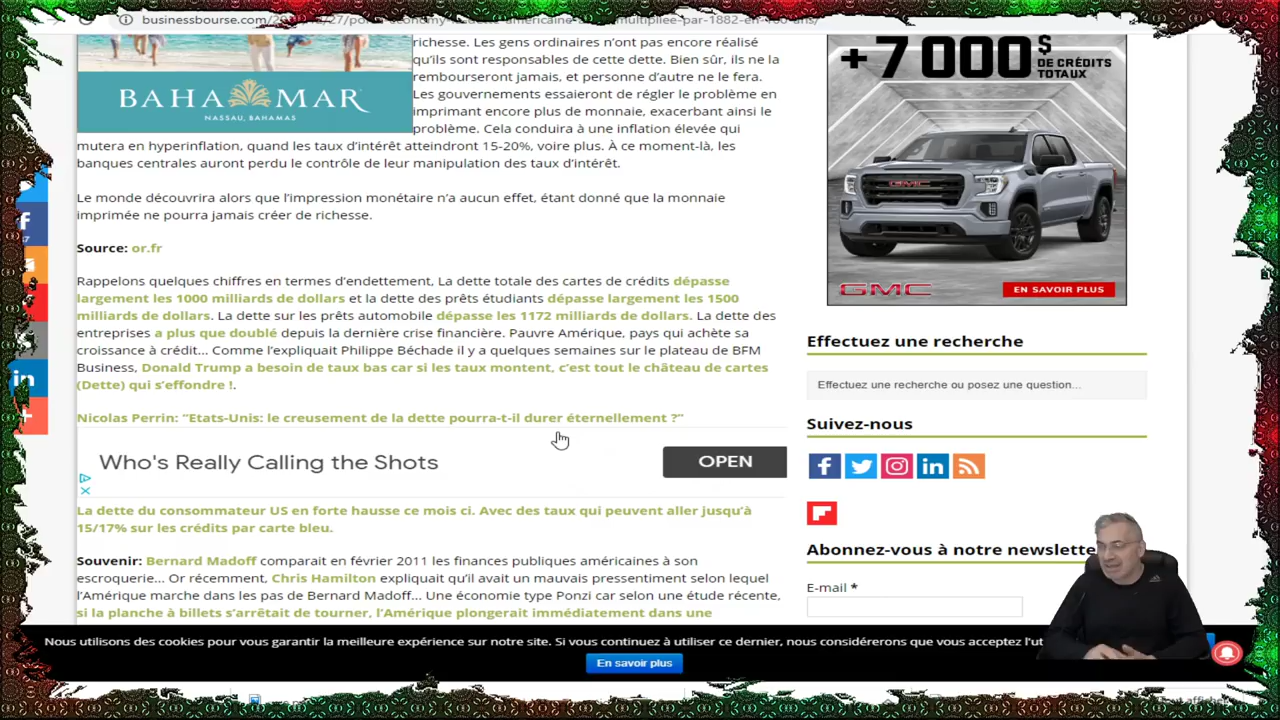 businessbourse.com/
BAHA MAR
NASSAU, BAHAMAS
richesse. Les gens ordinaires n'ont pas encore réalisé
qu'ils sont responsables de cette dette. Bien sûr, ils ne la
rembourseront jamais, et personne d'autre ne le fera.
Les gouvernements essaieront de régler le problème en
imprimant encore plus de monnaie, exacerbant ainsi le
problème. Cela conduira à une inflation élevée qui
mutera en hyperinflation, quand les taux d'intérêt atteindront 15-20%, voire plus. À ce moment-là, les
banques centrales auront perdu le contrôle de leur manipulation des taux d'intérêt.
Le monde découvrira alors que l'impression monétaire n'a aucun effet, étant donné que la monnaie
imprimée ne pourra jamais créer de richesse.
Source: or.fr
Rappelons quelques chiffres en termes d'endettement. La dette totale des cartes de crédits dépasse
largement les 1000 milliards de dollars et la dette des prêts étudiants dépasse largement les 1500
milliards de dollars. La dette sur les prêts automobile dépasse les 1172 milliards de dollars. La dette des
entreprises a plus que doublé depuis la dernière crise financière. Pauvre Amérique, pays qui achète sa
croissance à crédit… Comme l'expliquait Philippe Béchade il y a quelques semaines sur le plateau de BFM
Business, Donald Trump a besoin de taux bas car si les taux montent, c'est tout le château de cartes
(Dette) qui s'effondre !.
Nicolas Perrin: "Etats-Unis: le creusement de la dette pourra-t-il durer éternellement ?"
Who's Really Calling the Shots
OPEN
La dette du consommateur US en forte hausse ce mois ci. Avec des taux qui peuvent aller jusqu'à
15/17% sur les crédits par carte bleu.
Souvenir: Bernard Madoff comparait en février 2011 les finances publiques américaines à son
escroquerie… Or récemment, Chris Hamilton expliquait qu'il avait un mauvais pressentiment selon lequel
l'Amérique marche dans les pas de Bernard Madoff… Une économie type Ponzi car selon une étude récente,
si la planche à billets s'arrêtait de tourner, l'Amérique plongerait immédiatement dans une
+7 000$
DE CRÉDITS
TOTAUX
GMC
GMC
EN SAVOIR PLUS
Effectuez une recherche
Effectuez une recherche ou posez une question...
Suivez-nous
Abonnez-vous à notre newslette
E-mail *
Nous utilisons des cookies pour vous garantir la meilleure expérience sur notre site. Si vous continuez à utiliser ce dernier, nous considérerons que vous acceptez l'ut
En savoir plus